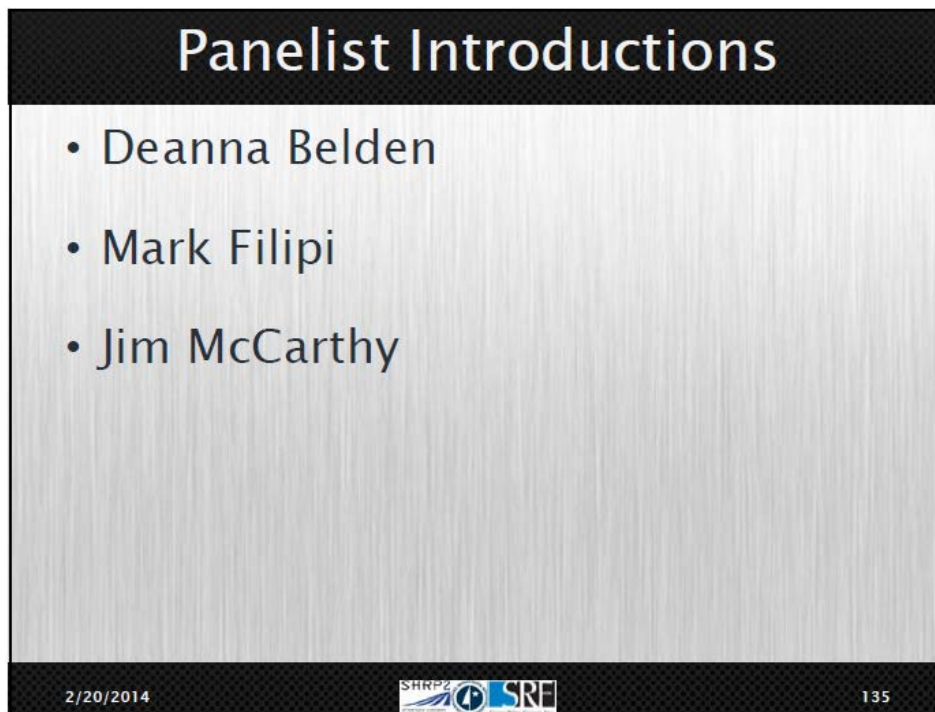 Panelist Introductions
• Deanna Belden
• Mark Filipi
• Jim McCarthy
2/20/2014
SHRP2
SRF
135